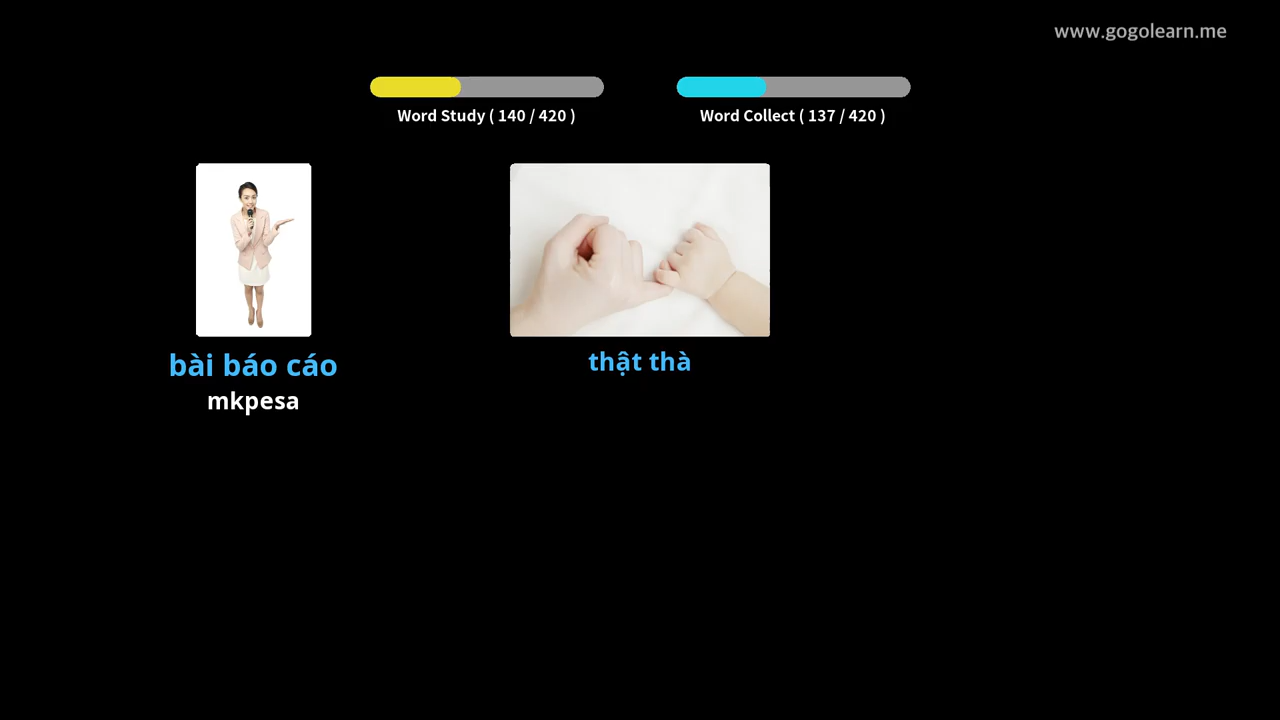 www.gogolearn.me
Word Study ( 140 / 420 )
Word Collect ( 137 / 420 )
bài báo cáo
mkpesa
thật thà